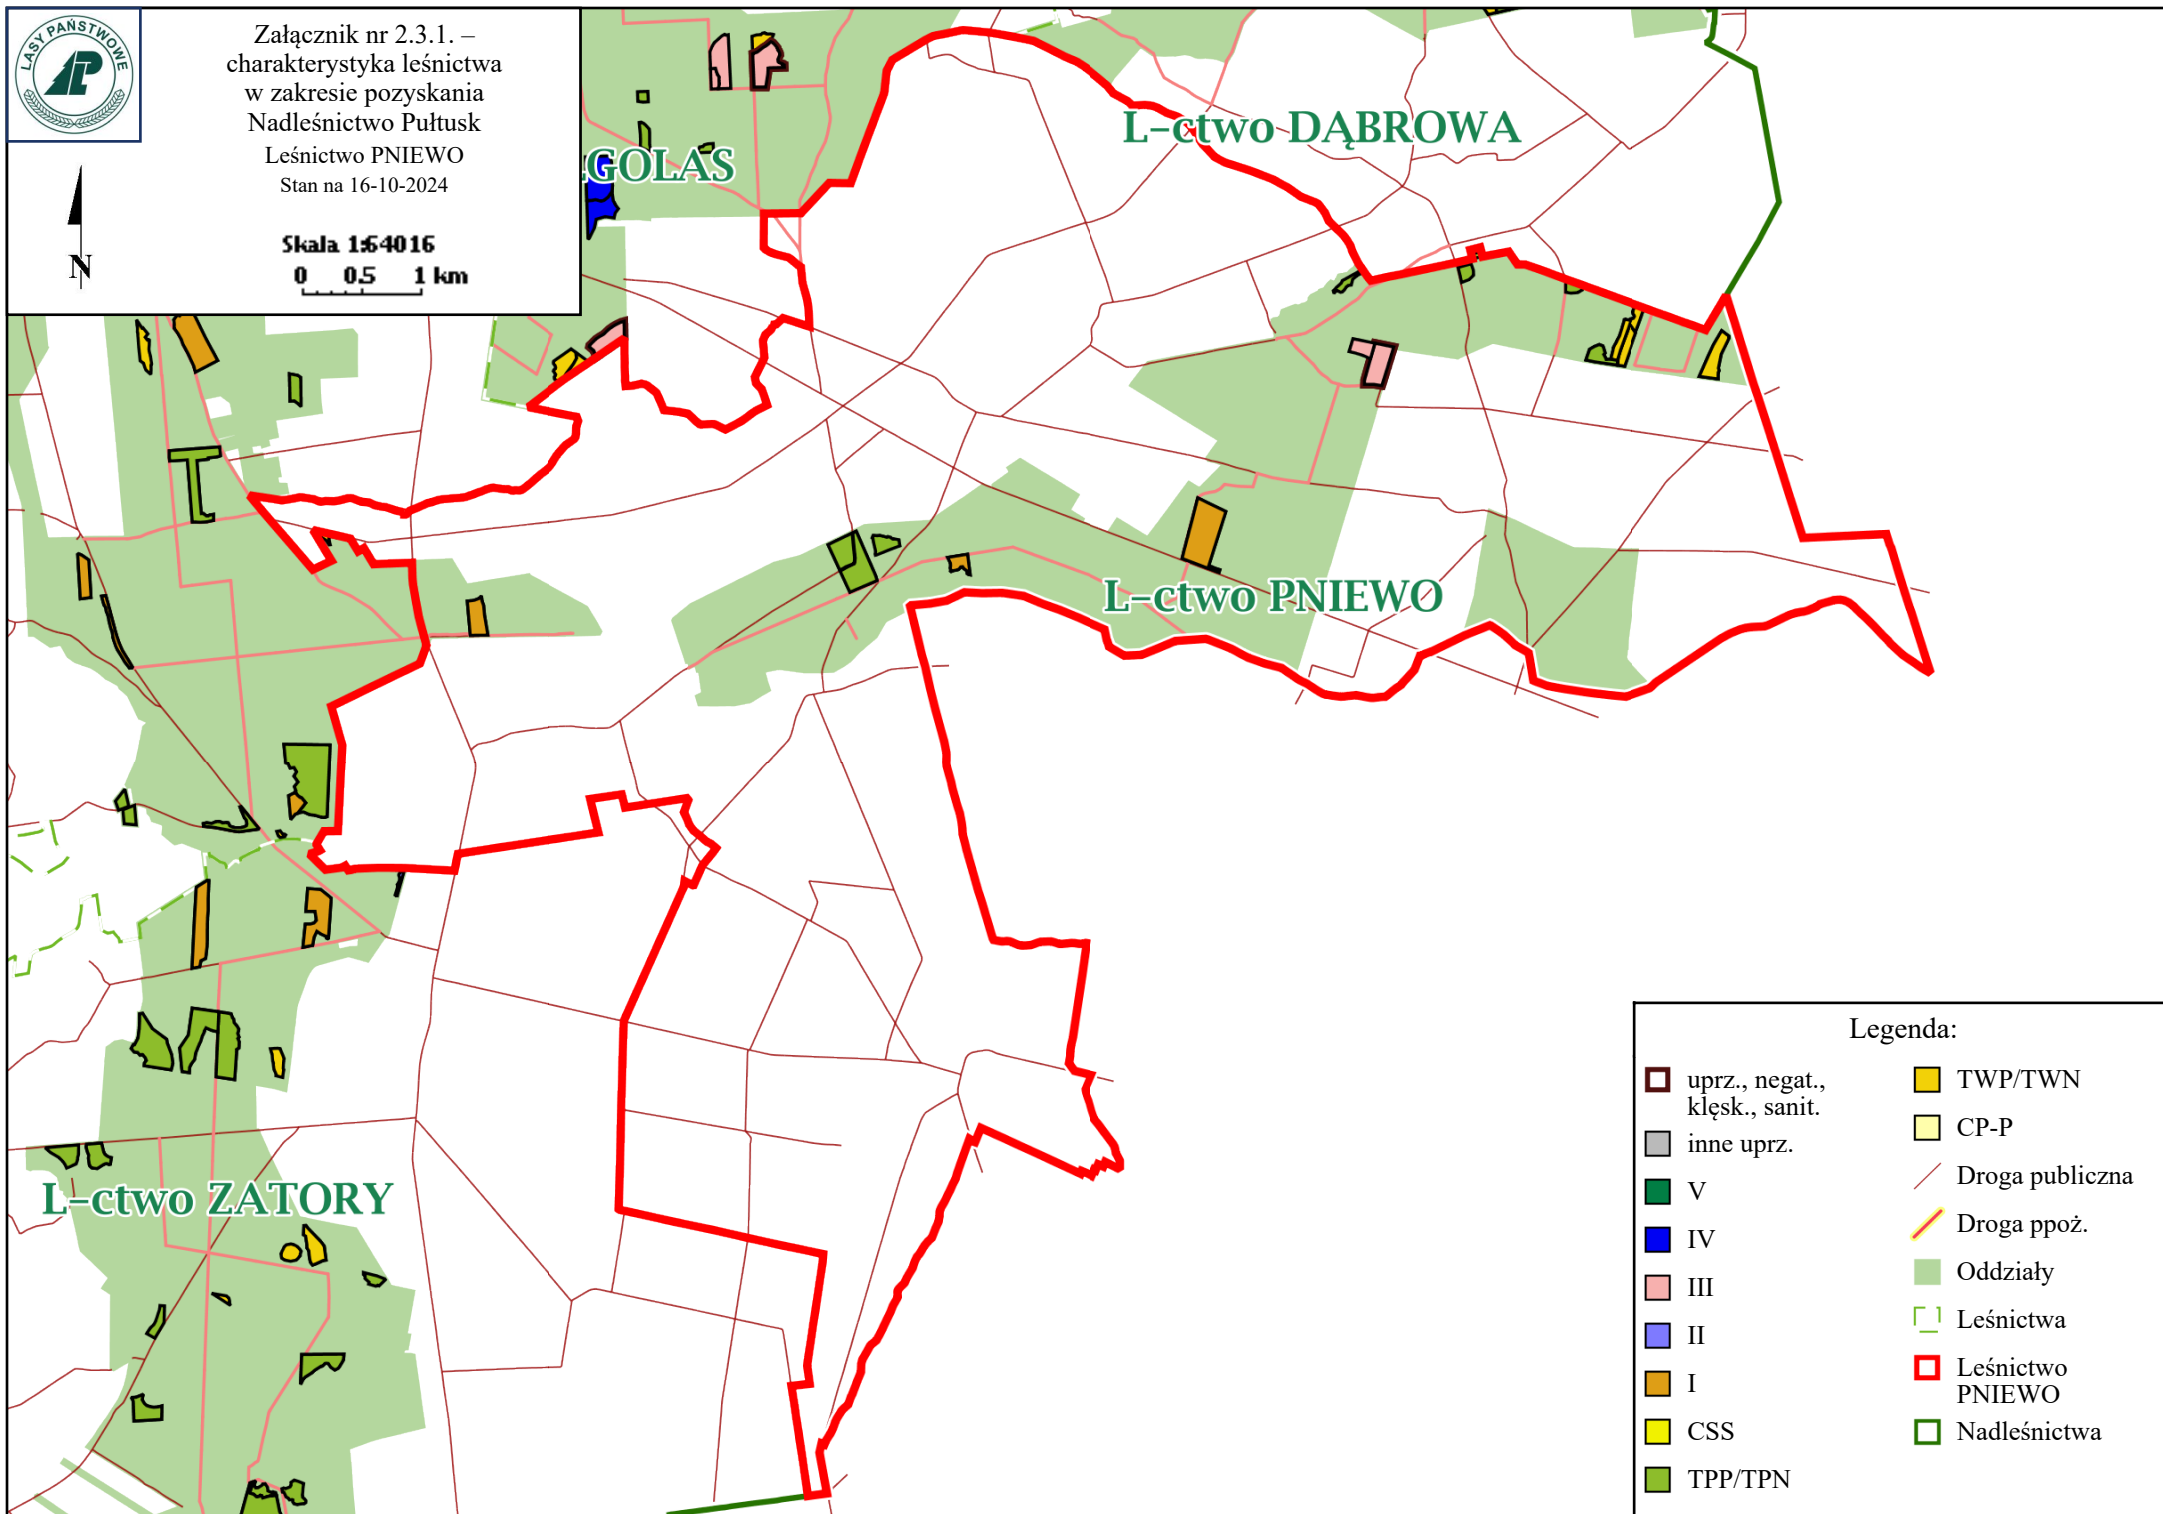 LASY PAŃSTWOWE
Załącznik nr 2.3.1. –
charakterystyka leśnictwa
w zakresie pozyskania
Nadleśnictwo Pułtusk
Leśnictwo PNIEWO
Stan na 16-10-2024
N
Skala 1:64016
0 0.5 1 km
GOLAS
L-ctwo DĄBROWA
L-ctwo PNIEWO
L-ctwo ZATORY
Legenda:
uprz., negat.,
klęsk., sanit.
inne uprz.
V
IV
III
II
I
CSS
TPP/TPN
TWP/TWN
CP-P
Droga publiczna
Droga ppoż.
Oddziały
Leśnictwa
Leśnictwo
PNIEWO
Nadleśnictwa